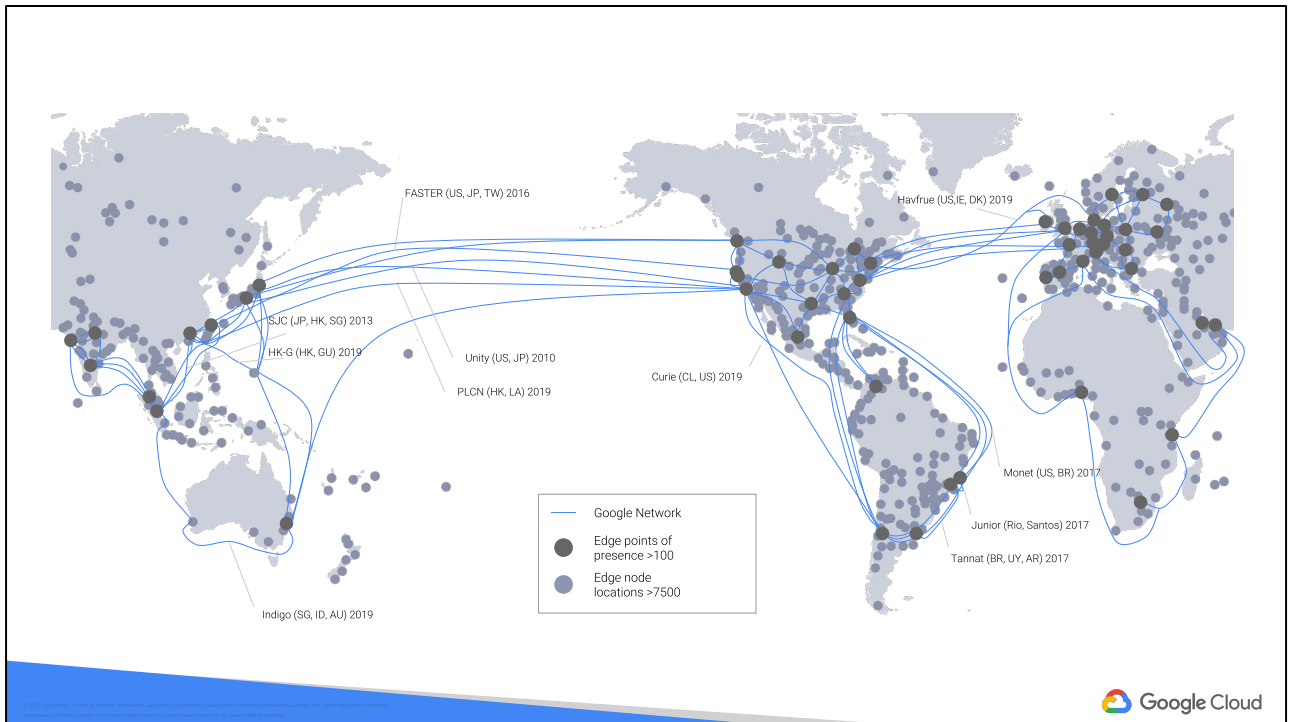 FASTER (US, JP, TW) 2016
Havfrue (US,IE, DK) 2019
SJC (JP, HK, SG) 2013
HK-G (HK, GU) 2019
Unity (US, JP) 2010
Curie (CL, US) 2019
PLCN (HK, LA) 2019
Monet (US, BR) 2017
Google Network
Junior (Rio, Santos) 2017
Edge points of
presence >100
Tannat (BR, UY, AR) 2017
Edge node
locations >7500
Indigo (SG, ID, AU) 2019
Google Cloud